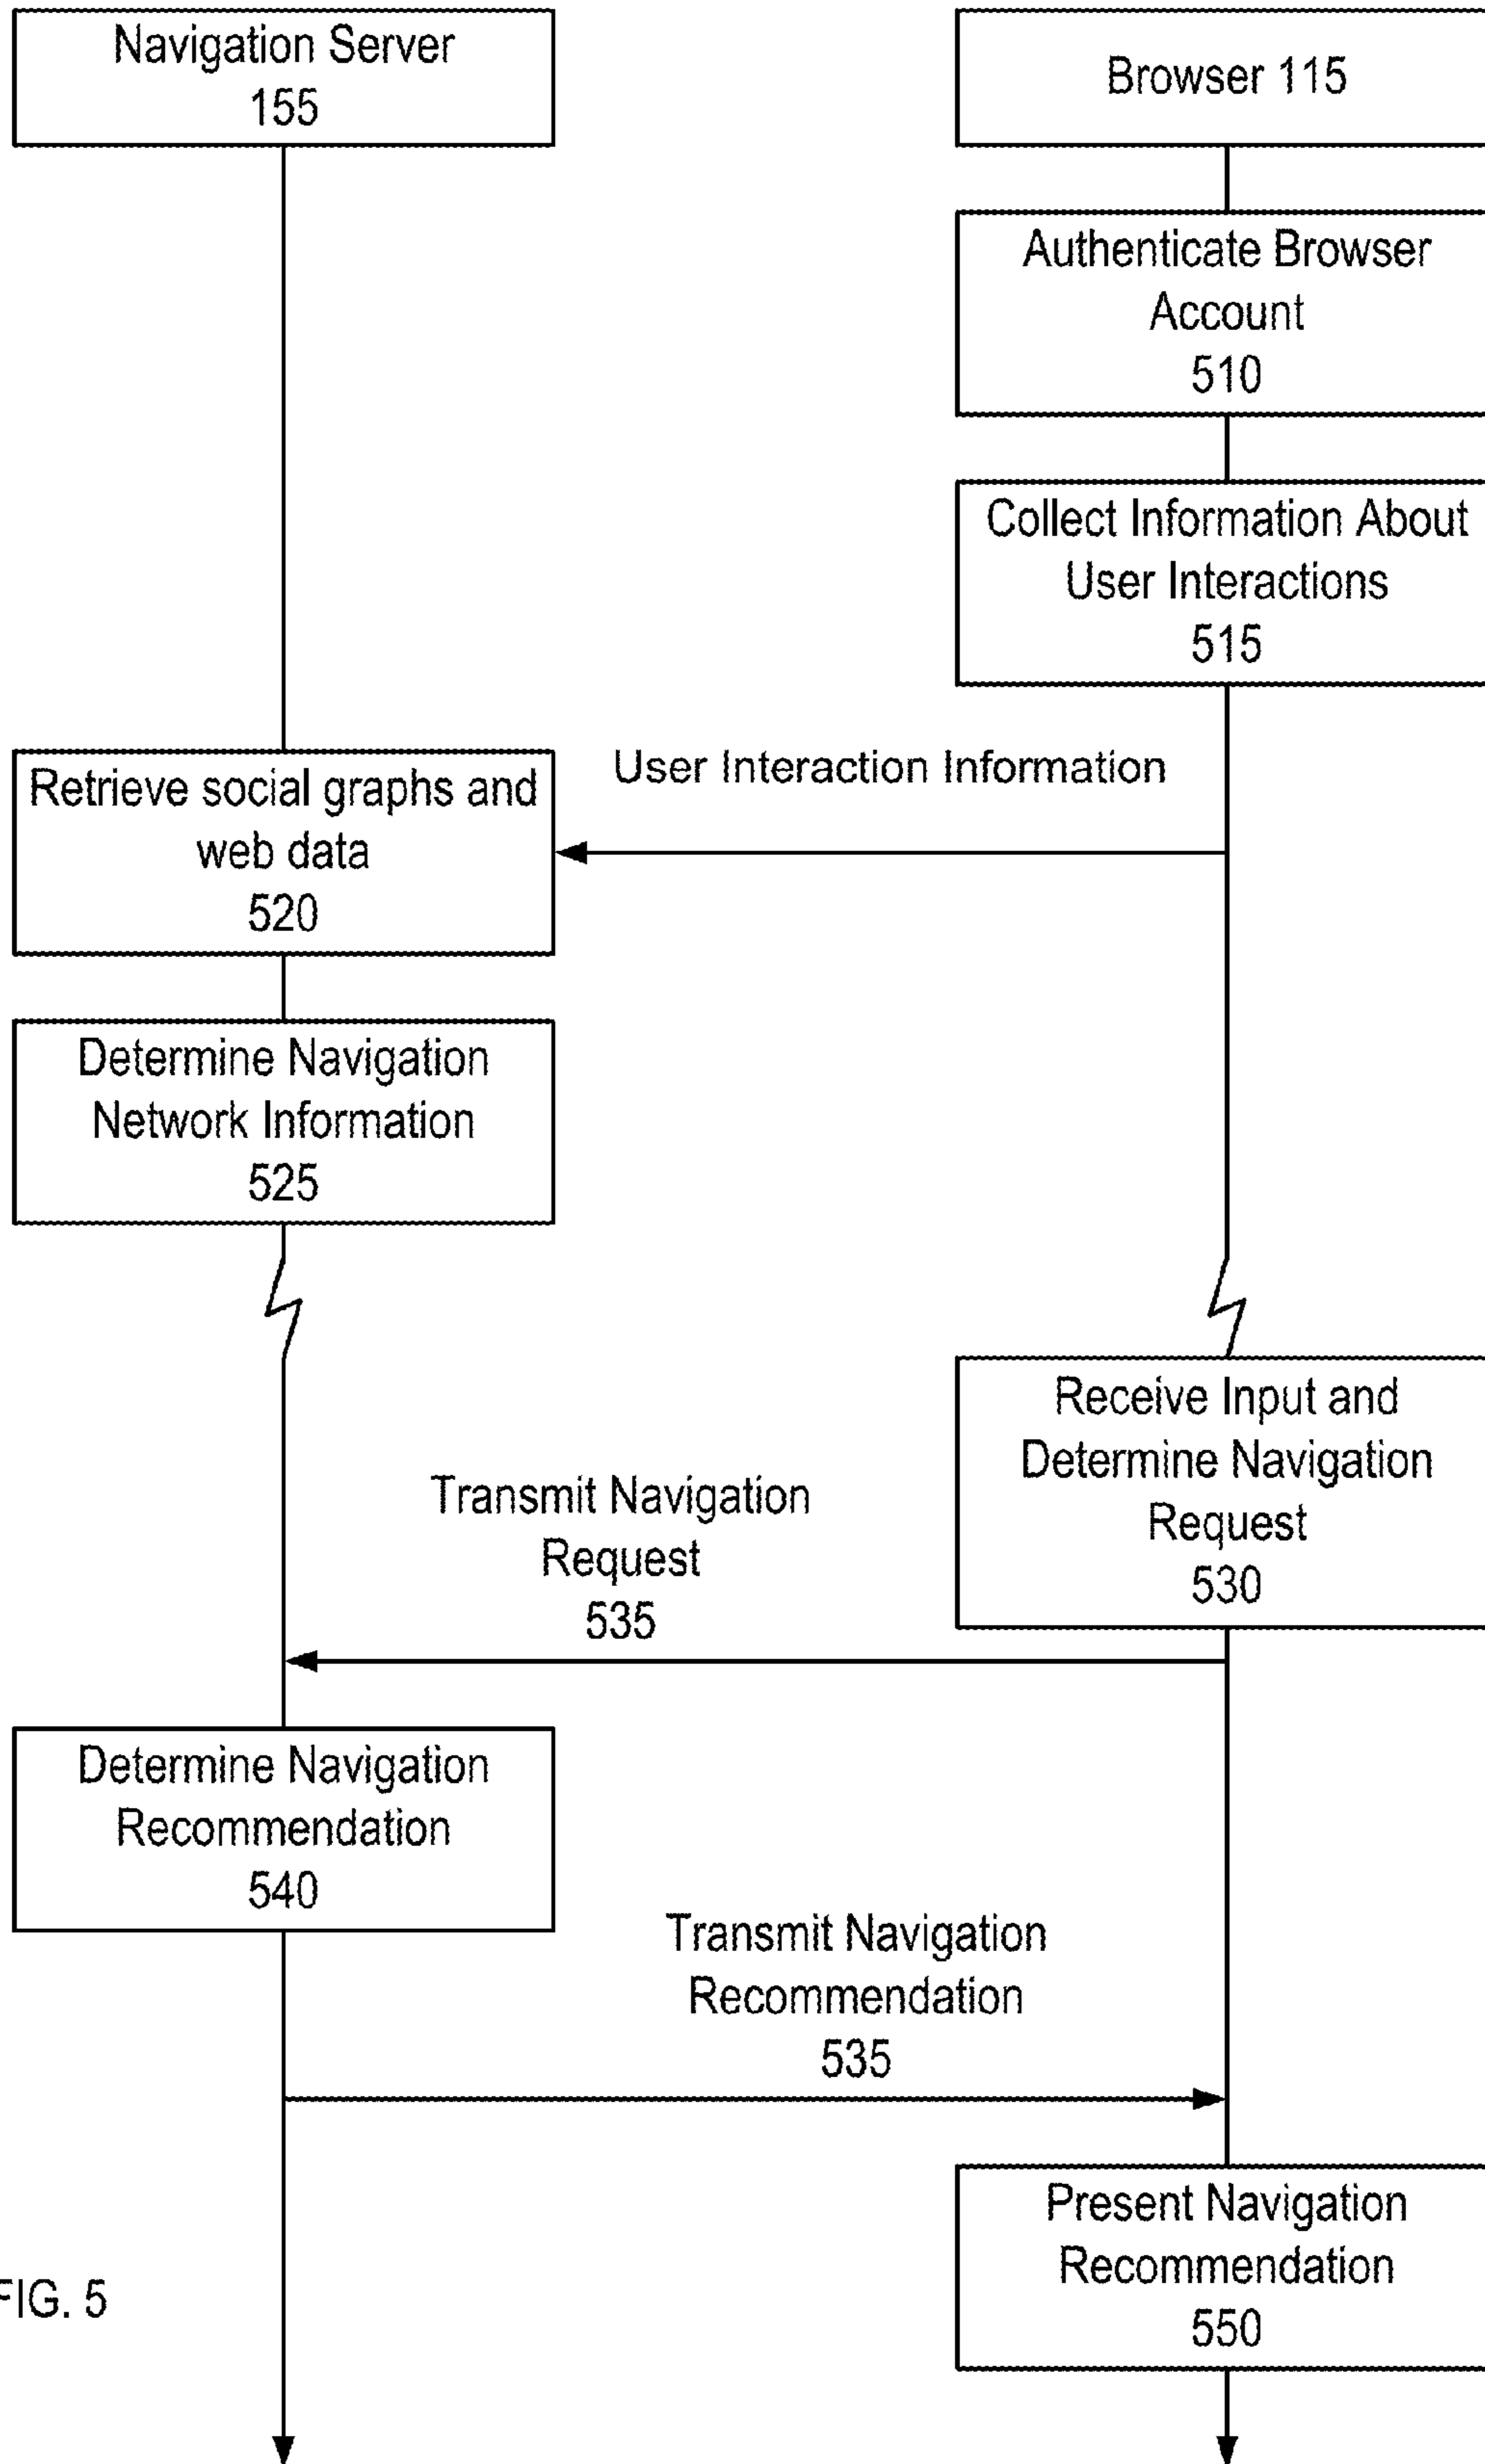 Navigation Server
155
Browser 115
Authenticate Browser
Account
510
Collect Information About
User Interactions
515
User Interaction Information
Retrieve social graphs and
web data
520
Determine Navigation
Network Information
525
Receive Input and
Determine Navigation
Request
530
Transmit Navigation
Request
535
Determine Navigation
Recommendation
540
Transmit Navigation
Recommendation
535
Present Navigation
Recommendation
550
FIG. 5